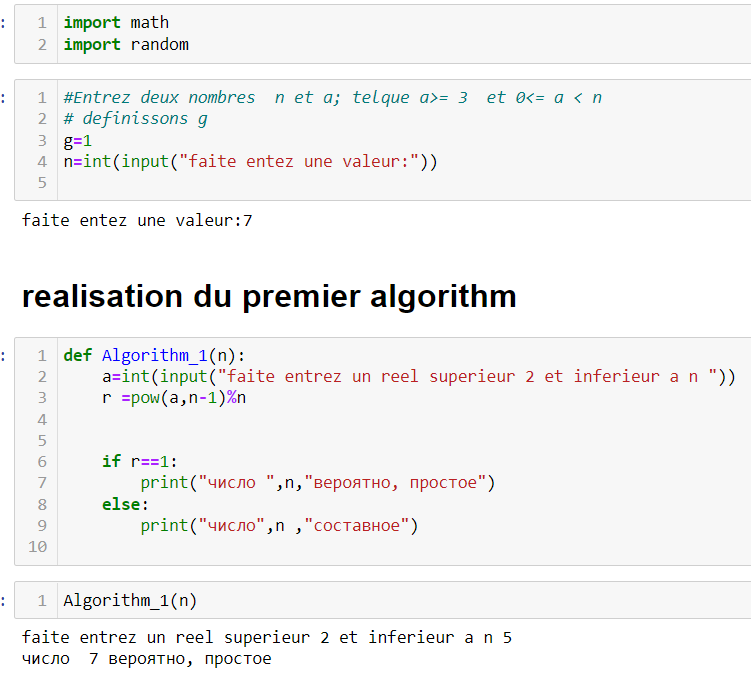 :
1 import math
2 import random
:
1 #Entrez deux nombres  n et a; telque a>= 3  et 0<= a < n
2 # definissons g
3 g=1
4 n=int(input("faite entez une valeur:"))
5
faite entez une valeur:7
realisation du premier algorithm
:
1 def Algorithm_1(n):
2     a=int(input("faite entrez un reel superieur 2 et inferieur a n "))
3     r =pow(a,n-1)%n
4
5
6     if r==1:
7         print("число ",n,"вероятно, простое")
8     else:
9         print("число",n ,"составное")
10
:
1 Algorithm_1(n)
faite entrez un reel superieur 2 et inferieur a n 5
число  7 вероятно, простое